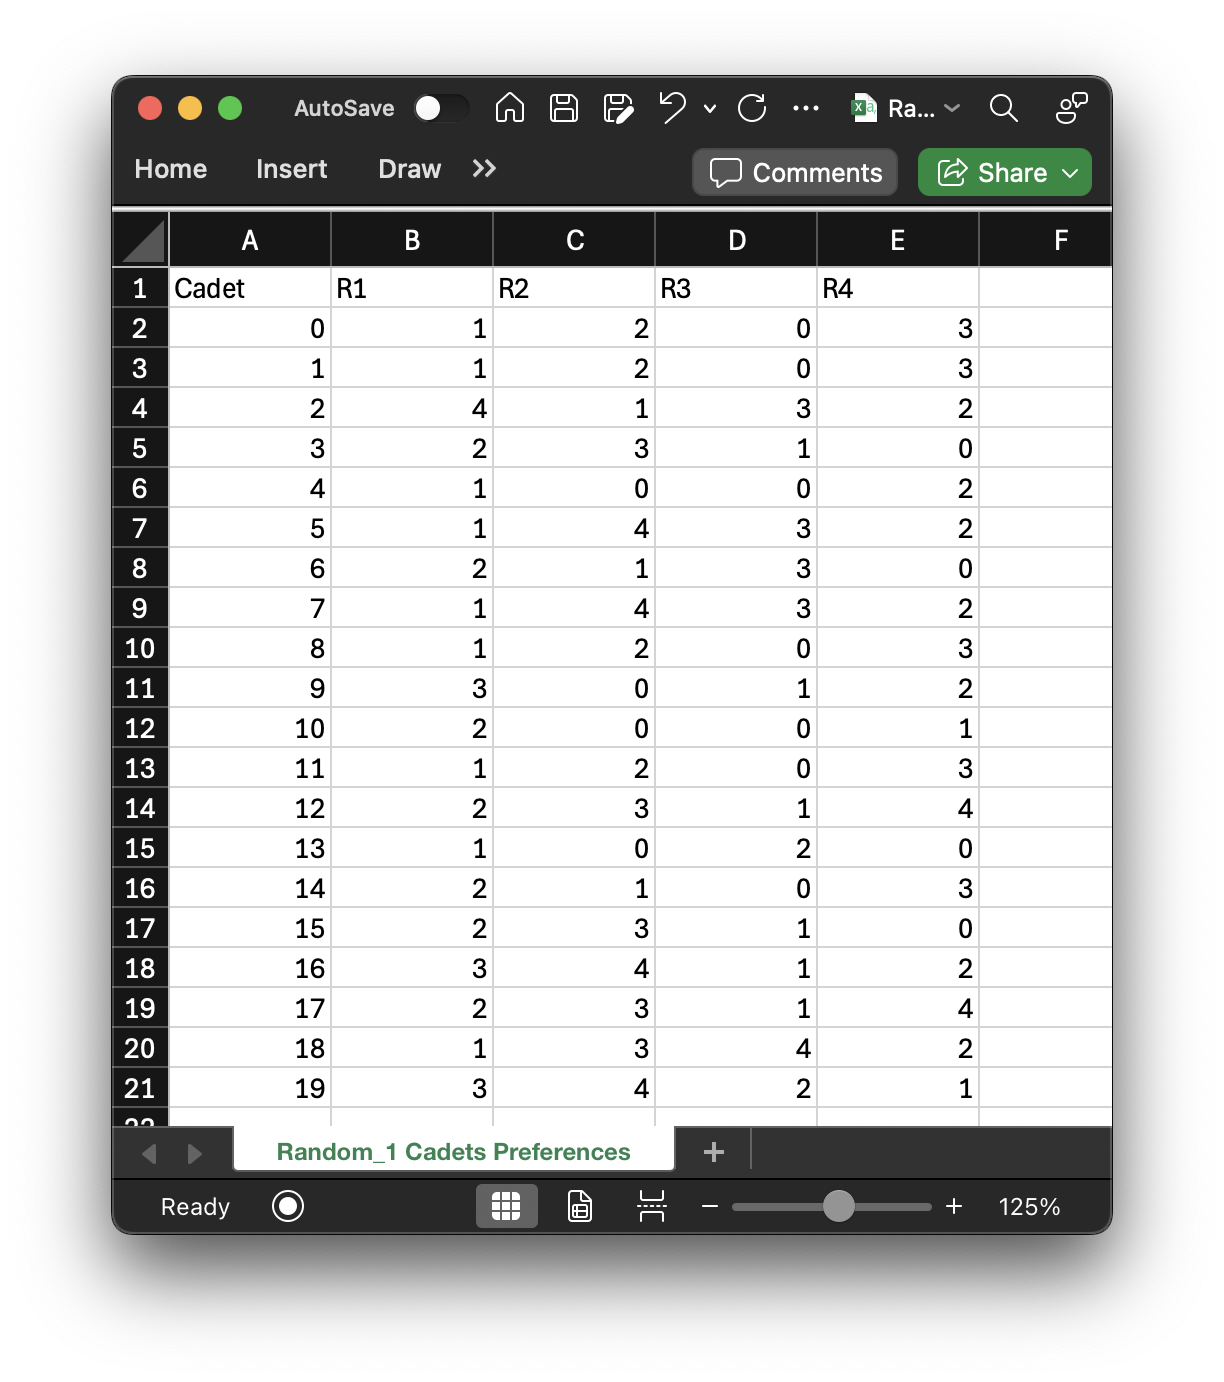 AutoSave Ra...
Home Insert Draw Comments Share
A B C D E F
1 Cadet R1 R2 R3 R4
2 0 1 2 0 3
3 1 1 2 0 3
4 2 4 1 3 2
5 3 2 3 1 0
6 4 1 0 0 2
7 5 1 4 3 2
8 6 2 1 3 0
9 7 1 4 3 2
10 8 1 2 0 3
11 9 3 0 1 2
12 10 2 0 0 1
13 11 1 2 0 3
14 12 2 3 1 4
15 13 1 0 2 0
16 14 2 1 0 3
17 15 2 3 1 0
18 16 3 4 1 2
19 17 2 3 1 4
20 18 1 3 4 2
21 19 3 4 2 1
22
Random_1 Cadets Preferences
Ready 125%